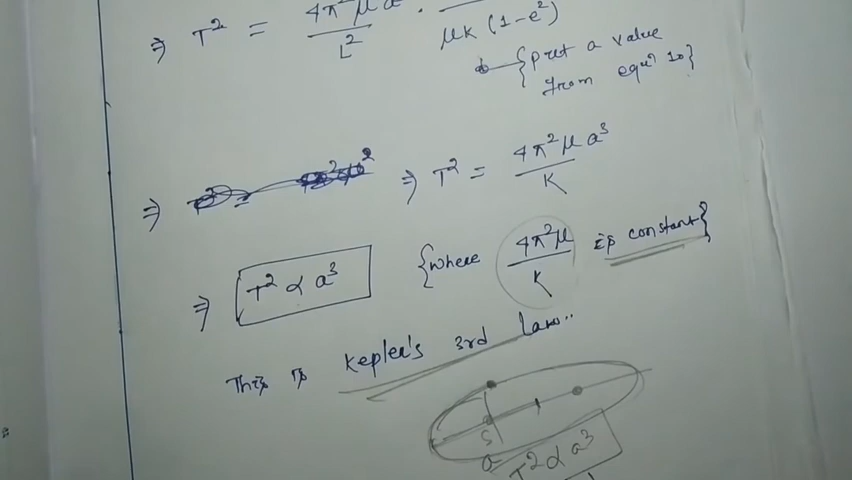 ⇒ T² = 4π²μa / L² · / μk (1-e²)
{put a value
from equⁿ 10}
⇒ T² = 4π²μa³ / K
⇒ T² ∝ a³ {where 4π²μ / K is constant}
This is Kepler's 3rd law..
S
a
T² ∝ a³